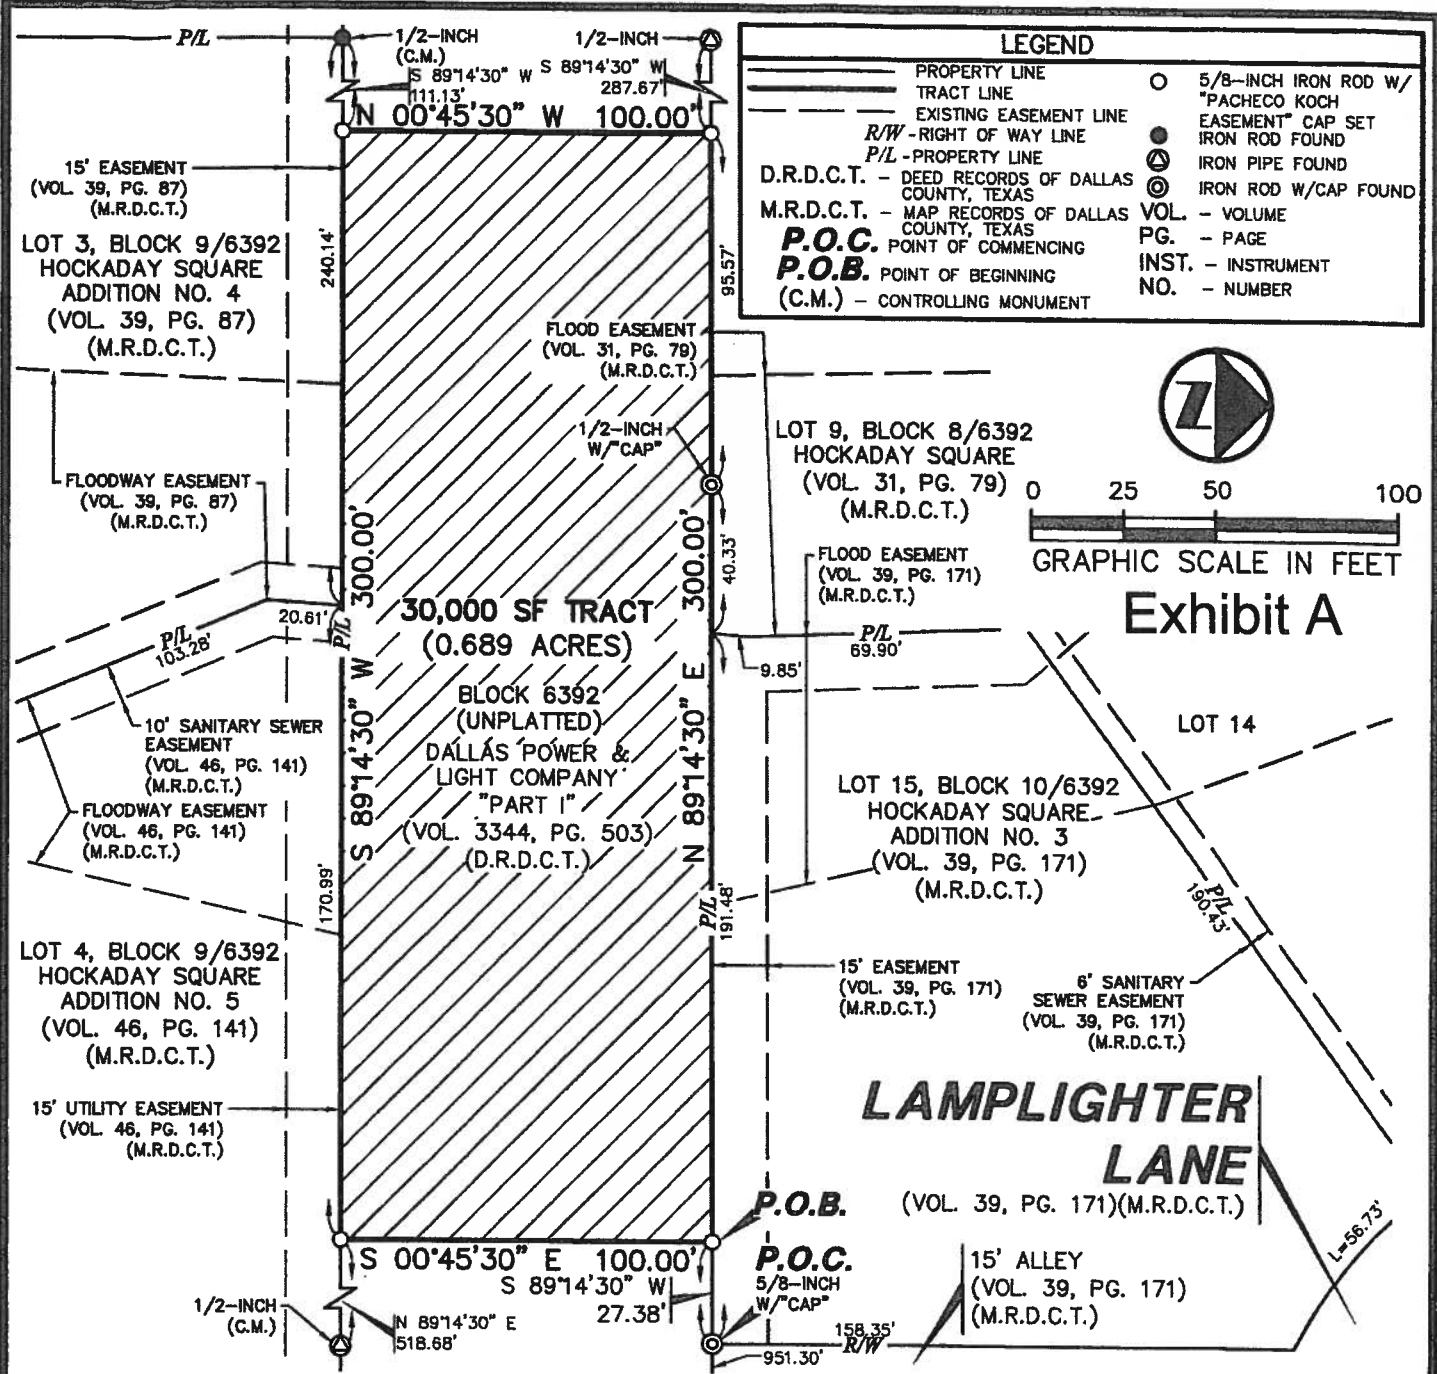 P/L
1/2-INCH
(C.M.)
S 89°14'30" W
111.13'
1/2-INCH
S 89°14'30" W
287.67'
N 00°45'30" W 100.00'
LEGEND
PROPERTY LINE
TRACT LINE
EXISTING EASEMENT LINE
R/W - RIGHT OF WAY LINE
P/L - PROPERTY LINE
D.R.D.C.T. - DEED RECORDS OF DALLAS
COUNTY, TEXAS
M.R.D.C.T. - MAP RECORDS OF DALLAS
COUNTY, TEXAS
P.O.C. POINT OF COMMENCING
P.O.B. POINT OF BEGINNING
(C.M.) - CONTROLLING MONUMENT
5/8-INCH IRON ROD W/
"PACHECO KOCH
EASEMENT" CAP SET
IRON ROD FOUND
IRON PIPE FOUND
IRON ROD W/CAP FOUND
VOL. - VOLUME
PG. - PAGE
INST. - INSTRUMENT
NO. - NUMBER
15' EASEMENT
(VOL. 39, PG. 87)
(M.R.D.C.T.)
LOT 3, BLOCK 9/6392
HOCKADAY SQUARE
ADDITION NO. 4
(VOL. 39, PG. 87)
(M.R.D.C.T.)
240.14'
95.57'
FLOOD EASEMENT
(VOL. 31, PG. 79)
(M.R.D.C.T.)
1/2-INCH
W/"CAP"
LOT 9, BLOCK 8/6392
HOCKADAY SQUARE
(VOL. 31, PG. 79)
(M.R.D.C.T.)
Z
0 25 50 100
GRAPHIC SCALE IN FEET
Exhibit A
FLOODWAY EASEMENT
(VOL. 39, PG. 87)
(M.R.D.C.T.)
20.61'
P/L
103.28'
P/L
S 89°14'30" W 300.00'
40.33'
N 89°14'30" E 300.00'
FLOOD EASEMENT
(VOL. 39, PG. 171)
(M.R.D.C.T.)
P/L
69.90'
9.85'
30,000 SF TRACT
(0.689 ACRES)
BLOCK 6392
(UNPLATTED)
DALLAS POWER &
LIGHT COMPANY
"PART I"
(VOL. 3344, PG. 503)
(D.R.D.C.T.)
10' SANITARY SEWER
EASEMENT
(VOL. 46, PG. 141)
(M.R.D.C.T.)
FLOODWAY EASEMENT
(VOL. 46, PG. 141)
(M.R.D.C.T.)
170.99'
P/L
191.48'
LOT 14
LOT 15, BLOCK 10/6392
HOCKADAY SQUARE
ADDITION NO. 3
(VOL. 39, PG. 171)
(M.R.D.C.T.)
P/L
190.43'
LOT 4, BLOCK 9/6392
HOCKADAY SQUARE
ADDITION NO. 5
(VOL. 46, PG. 141)
(M.R.D.C.T.)
15' EASEMENT
(VOL. 39, PG. 171)
(M.R.D.C.T.)
6' SANITARY
SEWER EASEMENT
(VOL. 39, PG. 171)
(M.R.D.C.T.)
15' UTILITY EASEMENT
(VOL. 46, PG. 141)
(M.R.D.C.T.)
LAMPLIGHTER
LANE
(VOL. 39, PG. 171)(M.R.D.C.T.)
L=56.73'
P.O.B.
S 00°45'30" E 100.00'
P.O.C.
5/8-INCH
W/"CAP"
S 89°14'30" W
27.38'
15' ALLEY
(VOL. 39, PG. 171)
(M.R.D.C.T.)
1/2-INCH
(C.M.)
N 89°14'30" E
518.68'
158.35'
R/W
951.30'